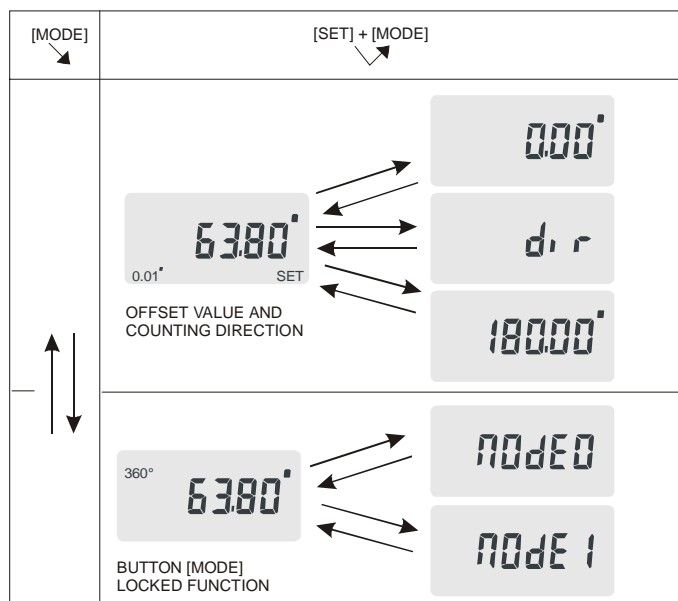 [MODE]
[SET] + [MODE]
0.00°
63.80°
0.01°
SET
dir
OFFSET VALUE AND
COUNTING DIRECTION
180.00°
360°
63.80°
MOdE0
MOdE1
BUTTON [MODE]
LOCKED FUNCTION